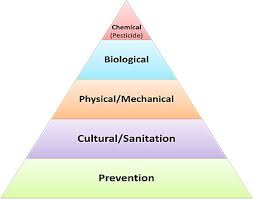 Chemical
(Pesticide)
Biological
Physical/Mechanical
Cultural/Sanitation
Prevention